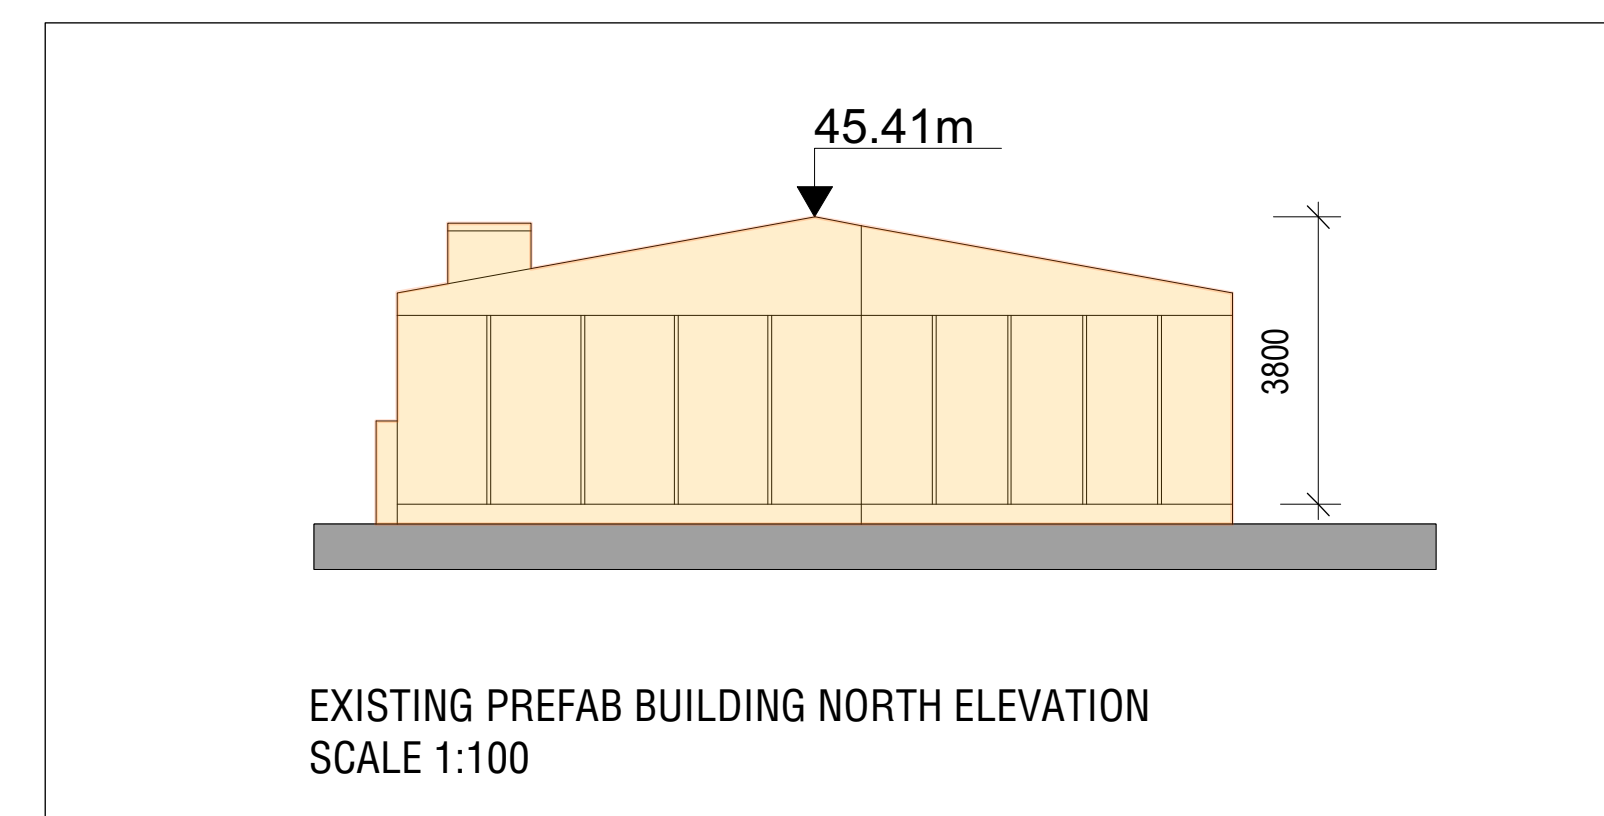 45.41m
3800
EXISTING PREFAB BUILDING NORTH ELEVATION
SCALE 1:100